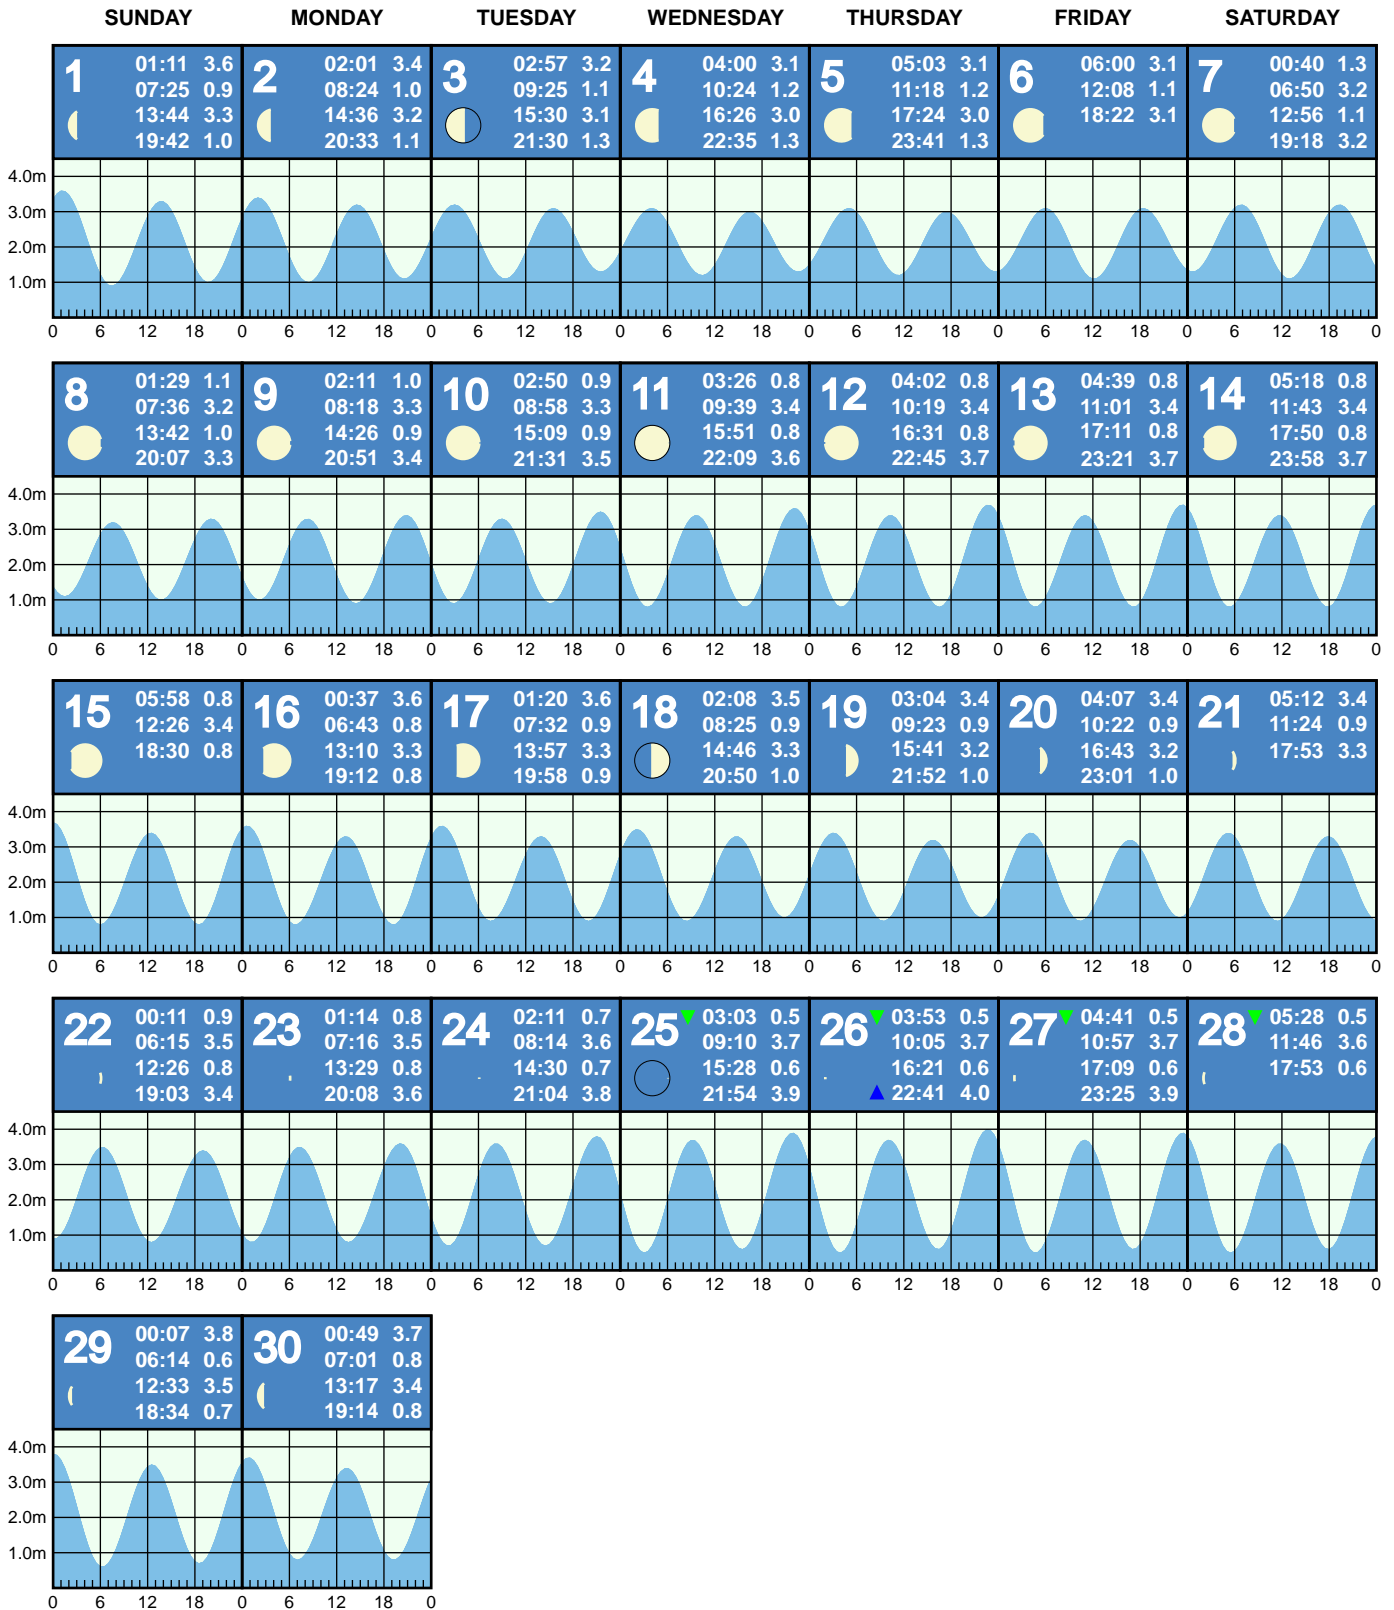 SUNDAY MONDAY TUESDAY WEDNESDAY THURSDAY FRIDAY SATURDAY
1 01:11 3.6
07:25 0.9
13:44 3.3
19:42 1.0
2 02:01 3.4
08:24 1.0
14:36 3.2
20:33 1.1
3 02:57 3.2
09:25 1.1
15:30 3.1
21:30 1.3
4 04:00 3.1
10:24 1.2
16:26 3.0
22:35 1.3
5 05:03 3.1
11:18 1.2
17:24 3.0
23:41 1.3
6 06:00 3.1
12:08 1.1
18:22 3.1
7 00:40 1.3
06:50 3.2
12:56 1.1
19:18 3.2
4.0m
3.0m
2.0m
1.0m
0 6 12 18 0 6 12 18 0 6 12 18 0 6 12 18 0 6 12 18 0 6 12 18 0 6 12 18 0
8 01:29 1.1
07:36 3.2
13:42 1.0
20:07 3.3
9 02:11 1.0
08:18 3.3
14:26 0.9
20:51 3.4
10 02:50 0.9
08:58 3.3
15:09 0.9
21:31 3.5
11 03:26 0.8
09:39 3.4
15:51 0.8
22:09 3.6
12 04:02 0.8
10:19 3.4
16:31 0.8
22:45 3.7
13 04:39 0.8
11:01 3.4
17:11 0.8
23:21 3.7
14 05:18 0.8
11:43 3.4
17:50 0.8
23:58 3.7
4.0m
3.0m
2.0m
1.0m
0 6 12 18 0 6 12 18 0 6 12 18 0 6 12 18 0 6 12 18 0 6 12 18 0 6 12 18 0
15 05:58 0.8
12:26 3.4
18:30 0.8
16 00:37 3.6
06:43 0.8
13:10 3.3
19:12 0.8
17 01:20 3.6
07:32 0.9
13:57 3.3
19:58 0.9
18 02:08 3.5
08:25 0.9
14:46 3.3
20:50 1.0
19 03:04 3.4
09:23 0.9
15:41 3.2
21:52 1.0
20 04:07 3.4
10:22 0.9
16:43 3.2
23:01 1.0
21 05:12 3.4
11:24 0.9
17:53 3.3
4.0m
3.0m
2.0m
1.0m
0 6 12 18 0 6 12 18 0 6 12 18 0 6 12 18 0 6 12 18 0 6 12 18 0 6 12 18 0
22 00:11 0.9
06:15 3.5
12:26 0.8
19:03 3.4
23 01:14 0.8
07:16 3.5
13:29 0.8
20:08 3.6
24 02:11 0.7
08:14 3.6
14:30 0.7
21:04 3.8
25 03:03 0.5
09:10 3.7
15:28 0.6
21:54 3.9
26 03:53 0.5
10:05 3.7
16:21 0.6
22:41 4.0
27 04:41 0.5
10:57 3.7
17:09 0.6
23:25 3.9
28 05:28 0.5
11:46 3.6
17:53 0.6
4.0m
3.0m
2.0m
1.0m
0 6 12 18 0 6 12 18 0 6 12 18 0 6 12 18 0 6 12 18 0 6 12 18 0 6 12 18 0
29 00:07 3.8
06:14 0.6
12:33 3.5
18:34 0.7
30 00:49 3.7
07:01 0.8
13:17 3.4
19:14 0.8
4.0m
3.0m
2.0m
1.0m
0 6 12 18 0 6 12 18 0